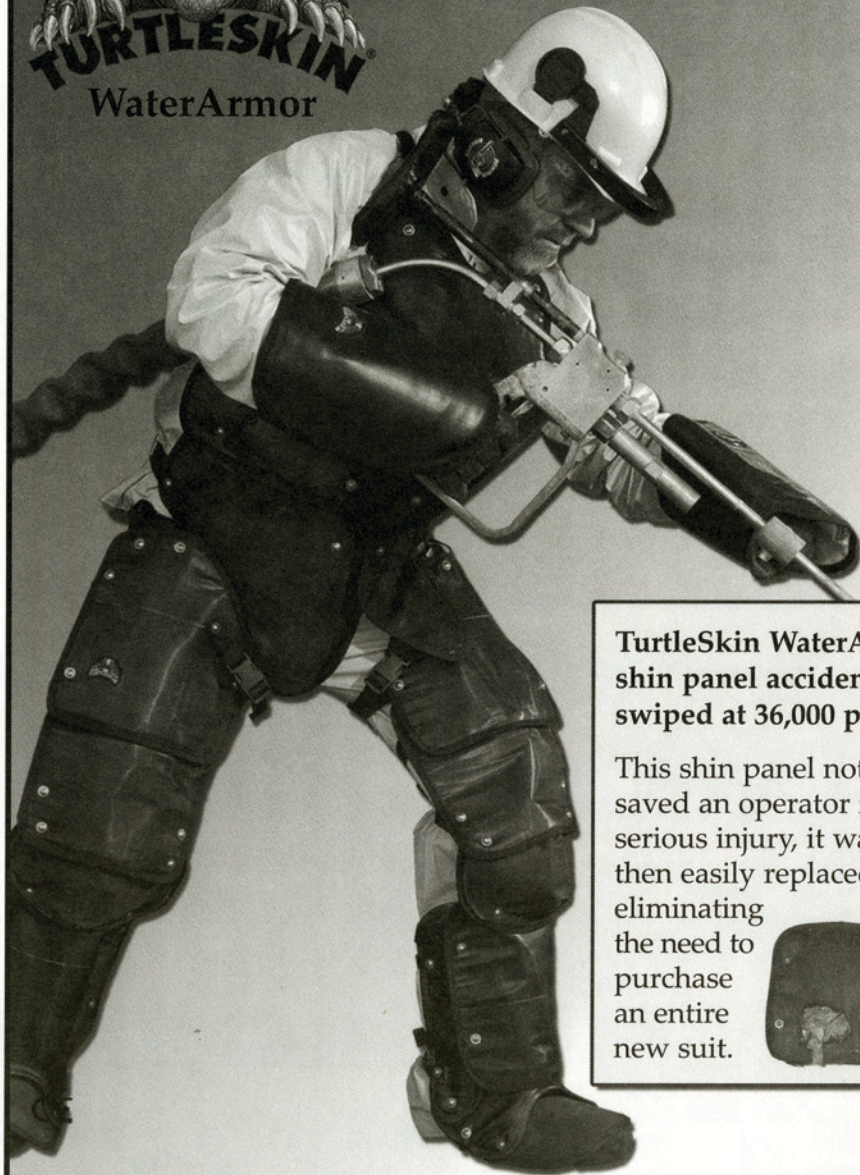 TURTLESKIN®
WaterArmor
TurtleSkin WaterA
shin panel acciden
swiped at 36,000 p
This shin panel not
saved an operator
serious injury, it wa
then easily replaced
eliminating
the need to
purchase
an entire
new suit.
CE